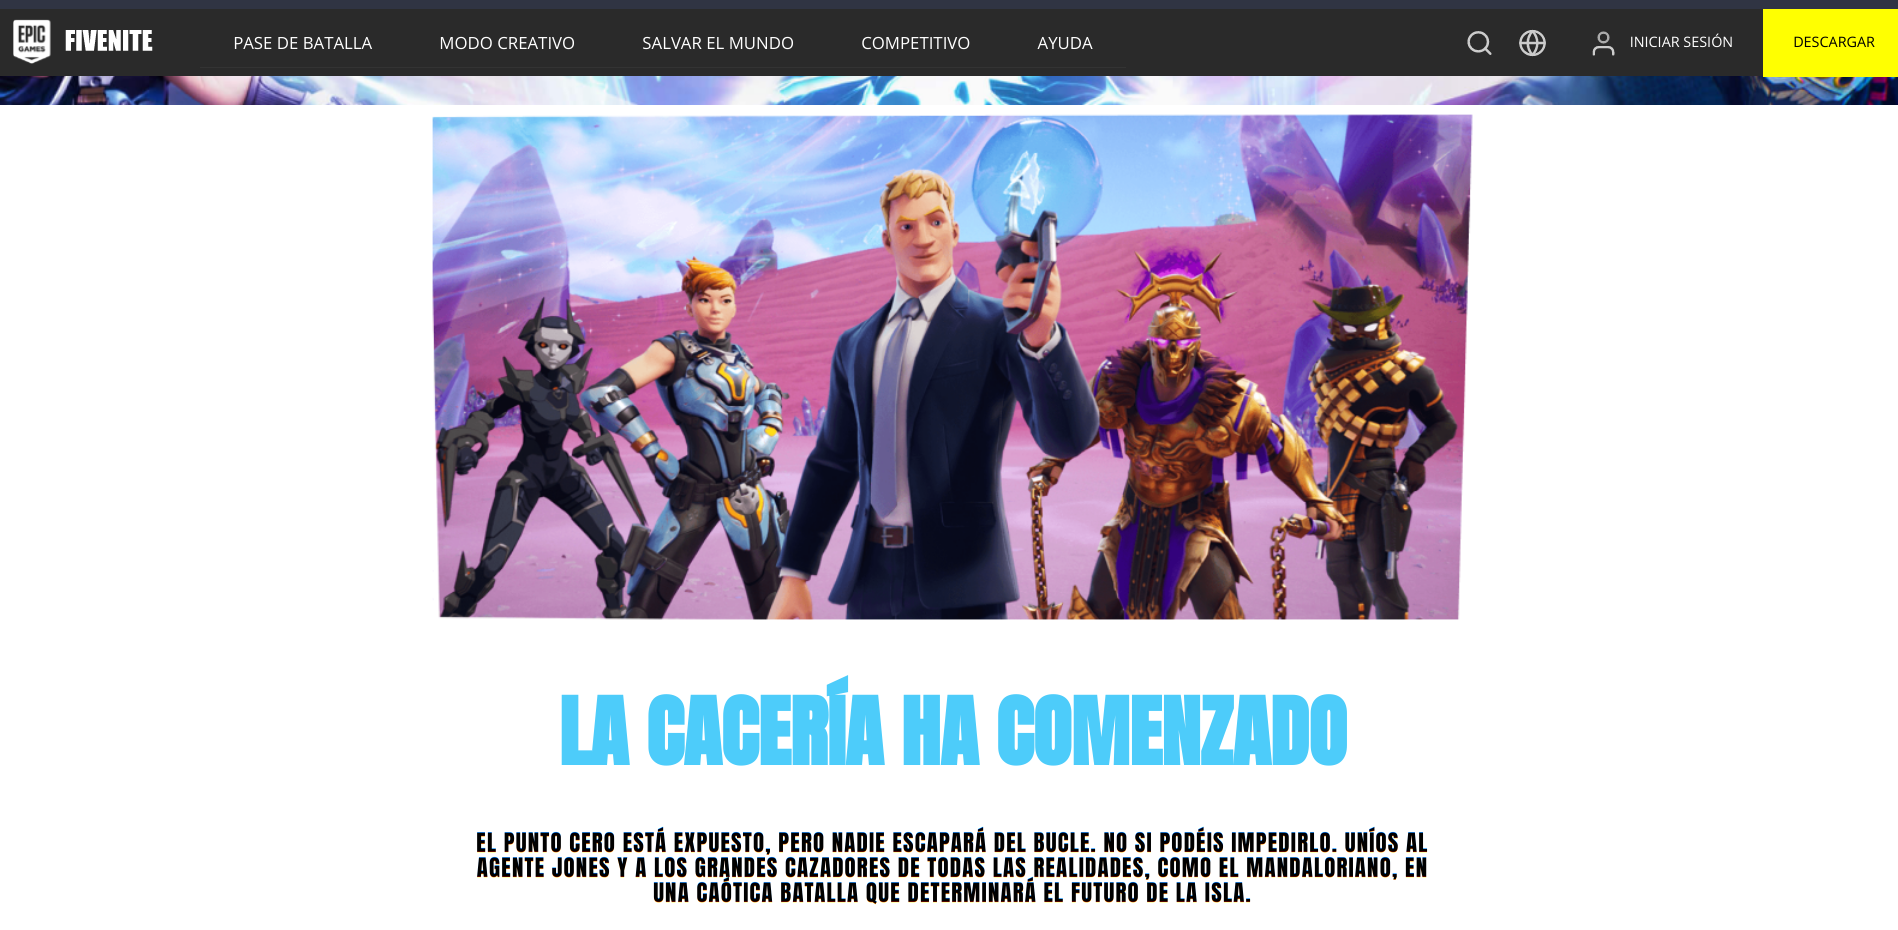 EPIC
GAMES
FIVENITE
PASE DE BATALLA
MODO CREATIVO
SALVAR EL MUNDO
COMPETITIVO
AYUDA
INICIAR SESIÓN
DESCARGAR
LA CACERÍA HA COMENZADO
EL PUNTO CERO ESTÁ EXPUESTO, PERO NADIE ESCAPARÁ DEL BUCLE. NO SI PODÉIS IMPEDIRLO. UNÍOS AL
AGENTE JONES Y A LOS GRANDES CAZADORES DE TODAS LAS REALIDADES, COMO EL MANDALORIANO, EN
UNA CAÓTICA BATALLA QUE DETERMINARÁ EL FUTURO DE LA ISLA.